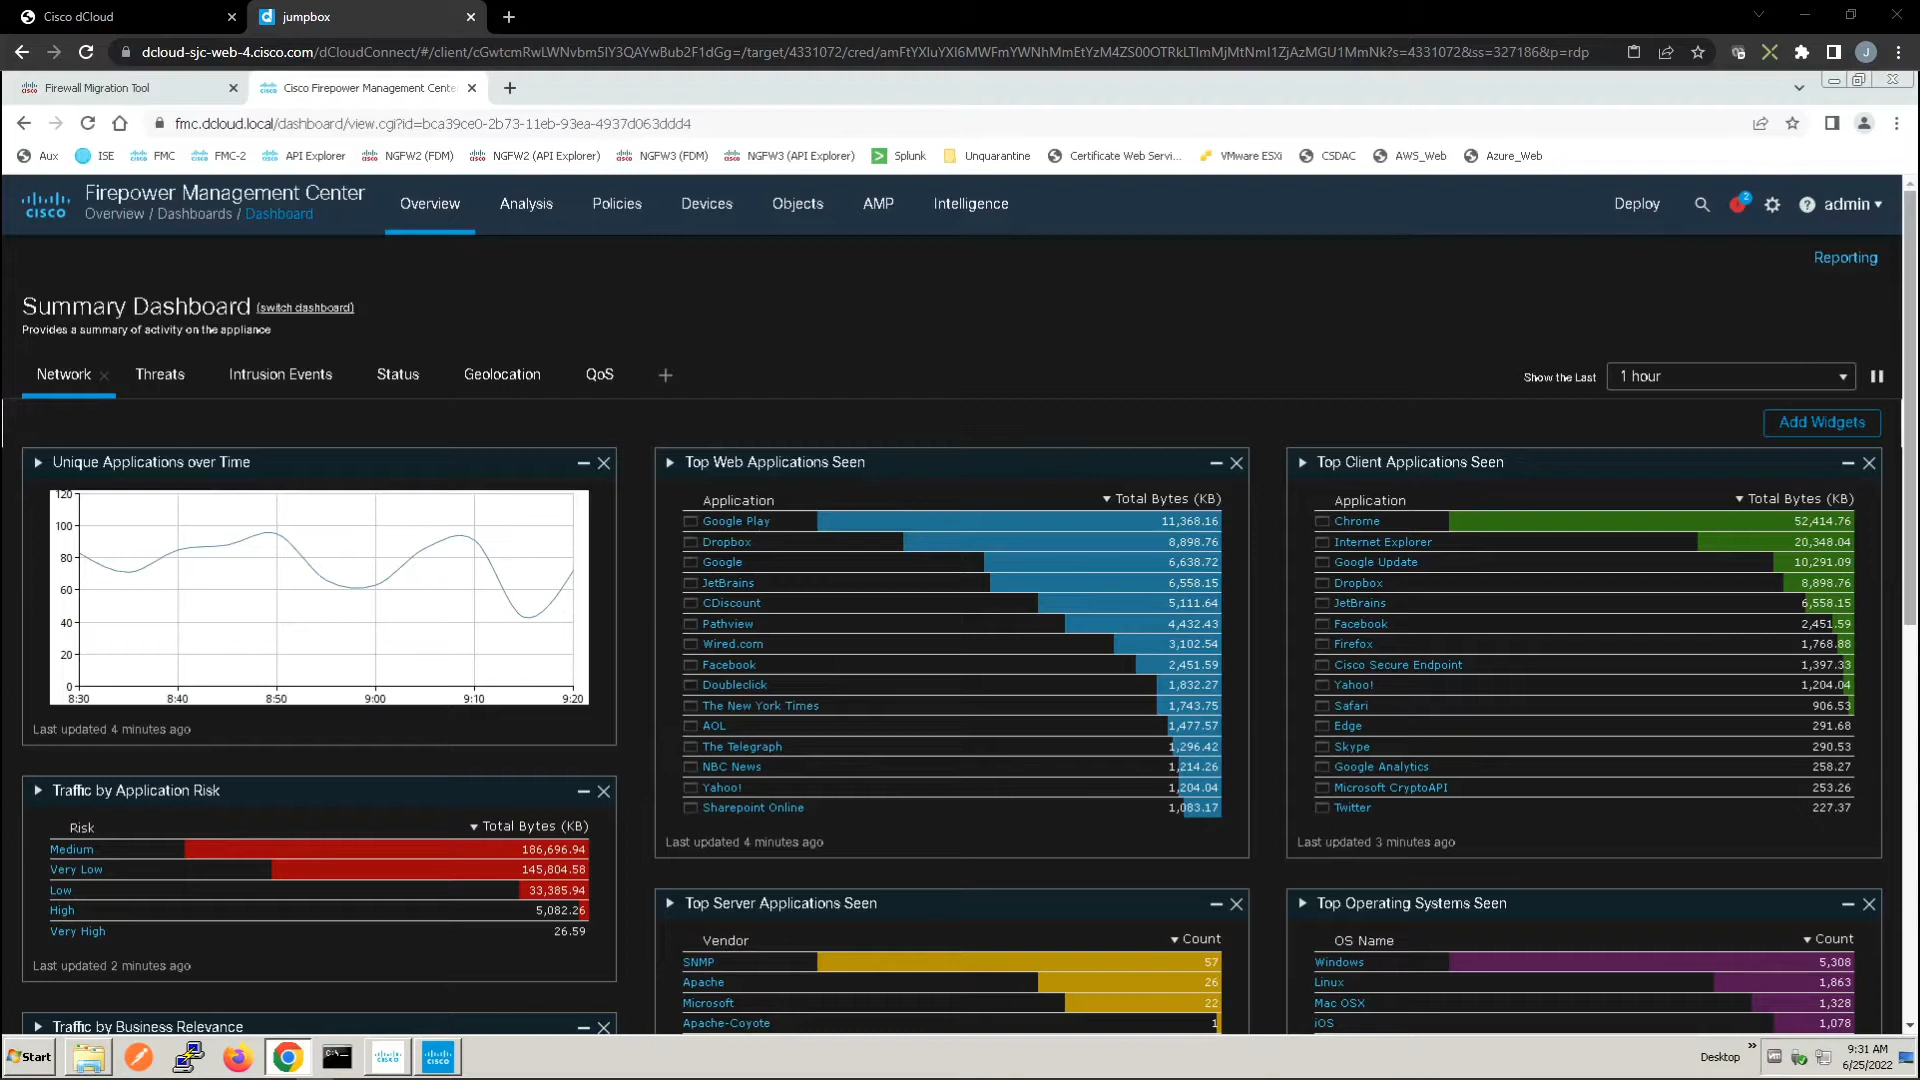 Cisco dCloud
jumpbox
dcloud-sjc-web-4.cisco.com/dCloudConnect/#/client/
Firewall Migration Tool
Cisco Firepower Management Cente
fmc.dcloud.local/dashboard/view.cgi?id=bca39ce0-2b73-11eb-93ea-4937d063ddd4
Aux ISE FMC FMC-2 API Explorer NGFW2 (FDM) NGFW2 (API Explorer) NGFW3 (FDM) NGFW3 (API Explorer) Splunk Unquarantine Certificate Web Servi... VMware ESXi CSDAC AWS_Web Azure_Web
CISCO
Firepower Management Center
Overview / Dashboards / Dashboard
Overview Analysis Policies Devices Objects AMP Intelligence
Deploy 2 admin
Reporting
Summary Dashboard (switch dashboard)
Provides a summary of activity on the appliance
Network Threats Intrusion Events Status Geolocation QoS
Show the Last 1 hour
Add Widgets
Unique Applications over Time
120
100
80
60
40
20
0
8:30 8:40 8:50 9:00 9:10 9:20
Last updated 4 minutes ago
Traffic by Application Risk
Risk Total Bytes (KB)
Medium 186,696.94
Very Low 145,804.58
Low 33,385.94
High 5,082.26
Very High 26.59
Last updated 2 minutes ago
Traffic by Business Relevance
Top Web Applications Seen
Application Total Bytes (KB)
Google Play 11,368.16
Dropbox 8,898.76
Google 6,638.72
JetBrains 6,558.15
CDiscount 5,111.64
Pathview 4,432.43
Wired.com 3,102.54
Facebook 2,451.59
Doubleclick 1,832.27
The New York Times 1,743.75
AOL 1,477.57
The Telegraph 1,296.42
NBC News 1,214.26
Yahoo! 1,204.04
Sharepoint Online 1,083.17
Last updated 4 minutes ago
Top Server Applications Seen
Vendor Count
SNMP 57
Apache 26
Microsoft 22
Apache-Coyote 1
Top Client Applications Seen
Application Total Bytes (KB)
Chrome 52,414.76
Internet Explorer 20,348.04
Google Update 10,291.09
Dropbox 8,898.76
JetBrains 6,558.15
Facebook 2,451.59
Firefox 1,768.88
Cisco Secure Endpoint 1,397.33
Yahoo! 1,204.04
Safari 906.53
Edge 291.68
Skype 290.53
Google Analytics 258.27
Microsoft CryptoAPI 253.26
Twitter 227.37
Last updated 3 minutes ago
Top Operating Systems Seen
OS Name Count
Windows 5,308
Linux 1,863
Mac OSX 1,328
iOS 1,078
Start
Desktop
9:31 AM
6/25/2022